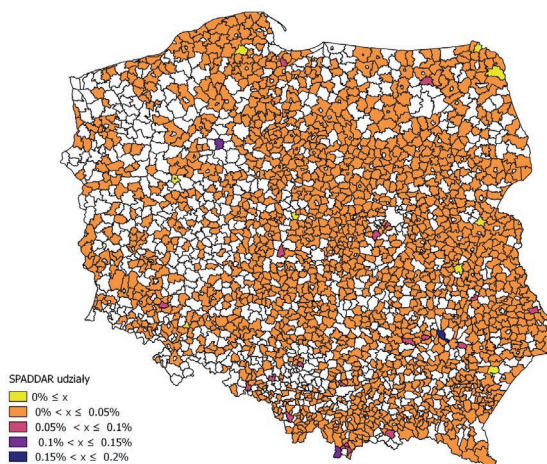 SPADDAR udziały
0% ≤ x
0% < x ≤ 0.05%
0.05% < x ≤ 0.1%
0.1% < x ≤ 0.15%
0.15% < x ≤ 0.2%